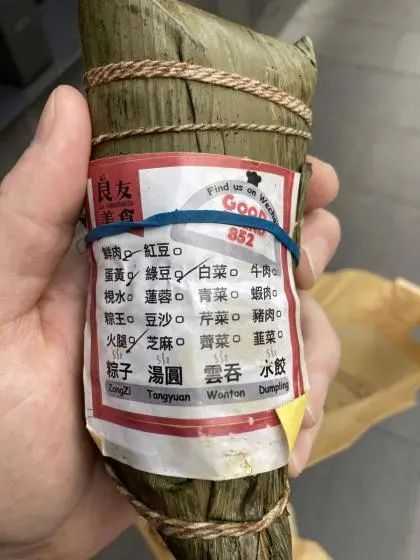 良友
美食
Find us on Wechat
GOOD
852
鮮肉 紅豆
蛋黃 綠豆 白菜 牛肉
梘水 蓮蓉 青菜 蝦肉
粽王 豆沙 芹菜 豬肉
火腿 芝麻 薺菜 韮菜
粽子 湯圓 雲吞 水餃
ZongZi Tangyuan Wonton Dumpling